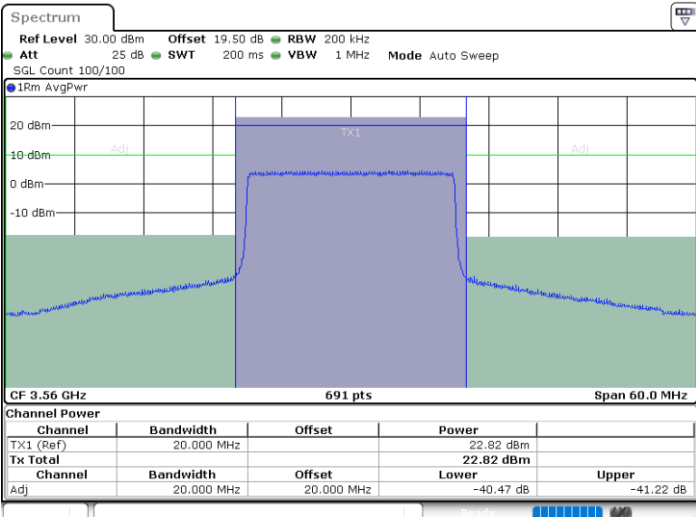 Spectrum
Ref Level 30.00 dBm Offset 19.50 dB RBW 200 kHz
Att 25 dB SWT 200 ms VBW 1 MHz Mode Auto Sweep
SGL Count 100/100
1Rm AvgPwr
20 dBm
TX1
Adj Adj
10 dBm
0 dBm
-10 dBm
CF 3.56 GHz 691 pts Span 60.0 MHz
Channel Power
Channel Bandwidth Offset Power
TX1 (Ref) 20.000 MHz 22.82 dBm
Tx Total 22.82 dBm
Channel Bandwidth Offset Lower Upper
Adj 20.000 MHz 20.000 MHz -40.47 dB -41.22 dB
Ready